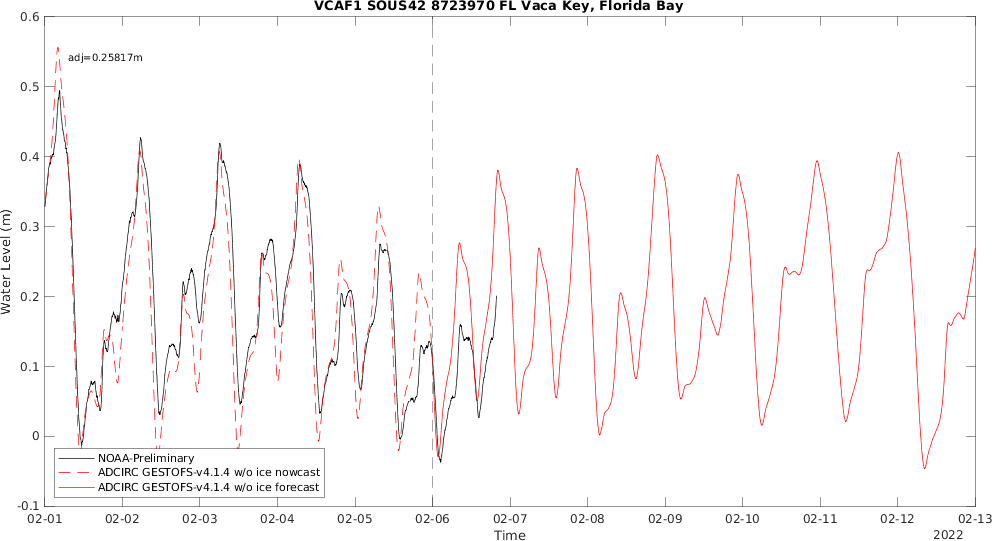 VCAF1 SOUS42 8723970 FL Vaca Key, Florida Bay
adj=0.25817m
0.6
0.5
0.4
0.3
0.2
0.1
0
-0.1
Water Level (m)
NOAA-Preliminary
ADCIRC GESTOFS-v4.1.4 w/o ice nowcast
ADCIRC GESTOFS-v4.1.4 w/o ice forecast
02-01 02-02 02-03 02-04 02-05 02-06 02-07 02-08 02-09 02-10 02-11 02-12 02-13
Time
2022